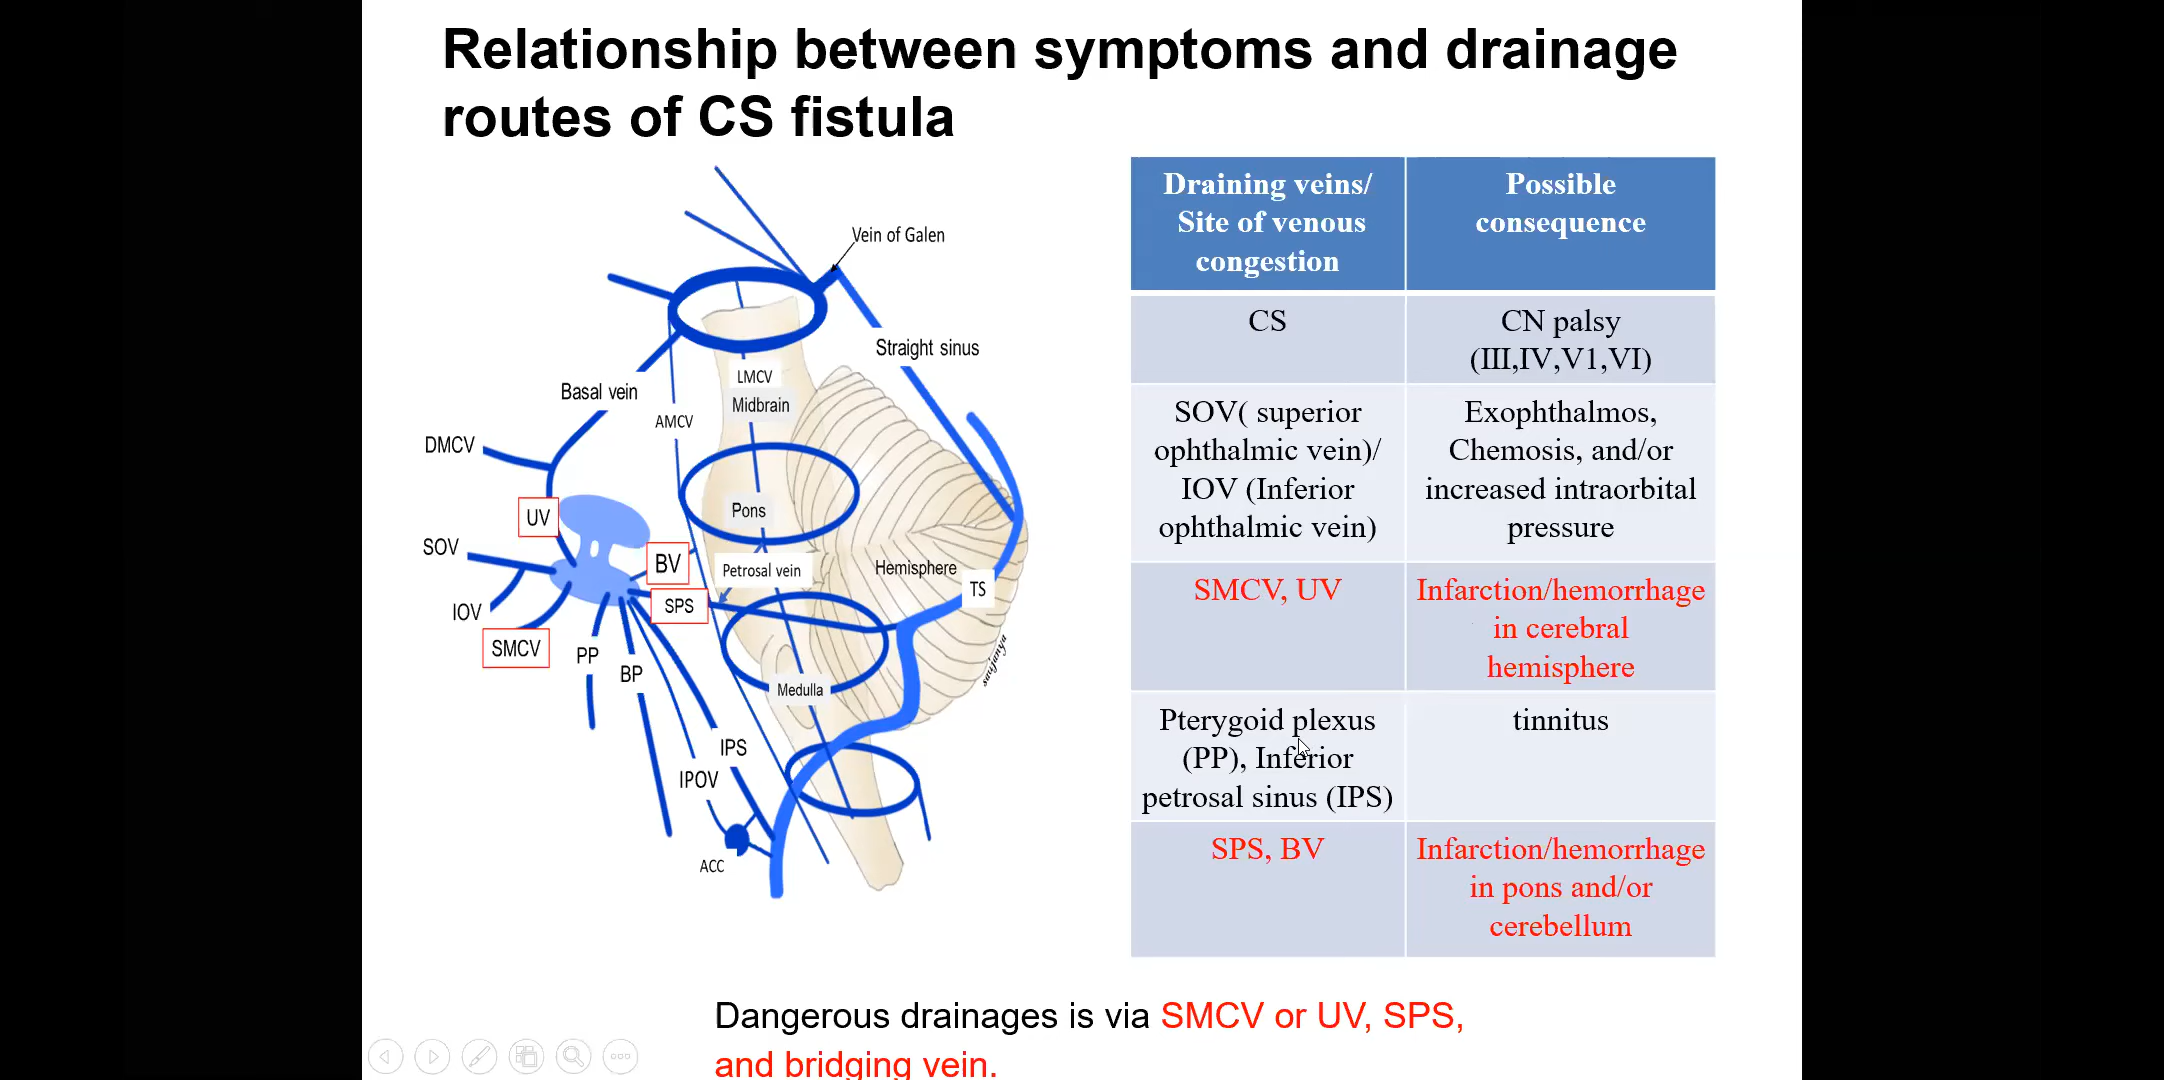 Relationship between symptoms and drainage
routes of CS fistula
Vein of Galen
Straight sinus
LMCV
Midbrain
Basal vein
AMCV
DMCV
Pons
UV
SOV
BV
Petrosal vein
Hemisphere
TS
SPS
IOV
SMCV
PP
BP
Medulla
saujanya
IPS
IPOV
ACC
Draining veins/
Site of venous
congestion
Possible
consequence
CS
CN palsy
(III,IV,V1,VI)
SOV( superior
ophthalmic vein)/
IOV (Inferior
ophthalmic vein)
Exophthalmos,
Chemosis, and/or
increased intraorbital
pressure
SMCV, UV
Infarction/hemorrhage
in cerebral
hemisphere
Pterygoid plexus
(PP), Inferior
petrosal sinus (IPS)
tinnitus
SPS, BV
Infarction/hemorrhage
in pons and/or
cerebellum
Dangerous drainages is via SMCV or UV, SPS,
and bridging vein.